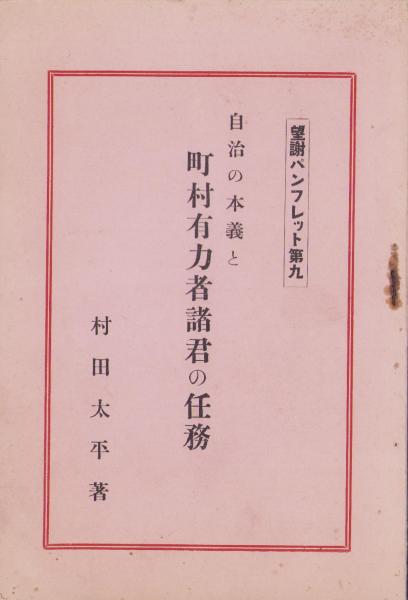 望謝パンフレット第九
自治の本義と
町村有力者諸君の任務
村田太平著